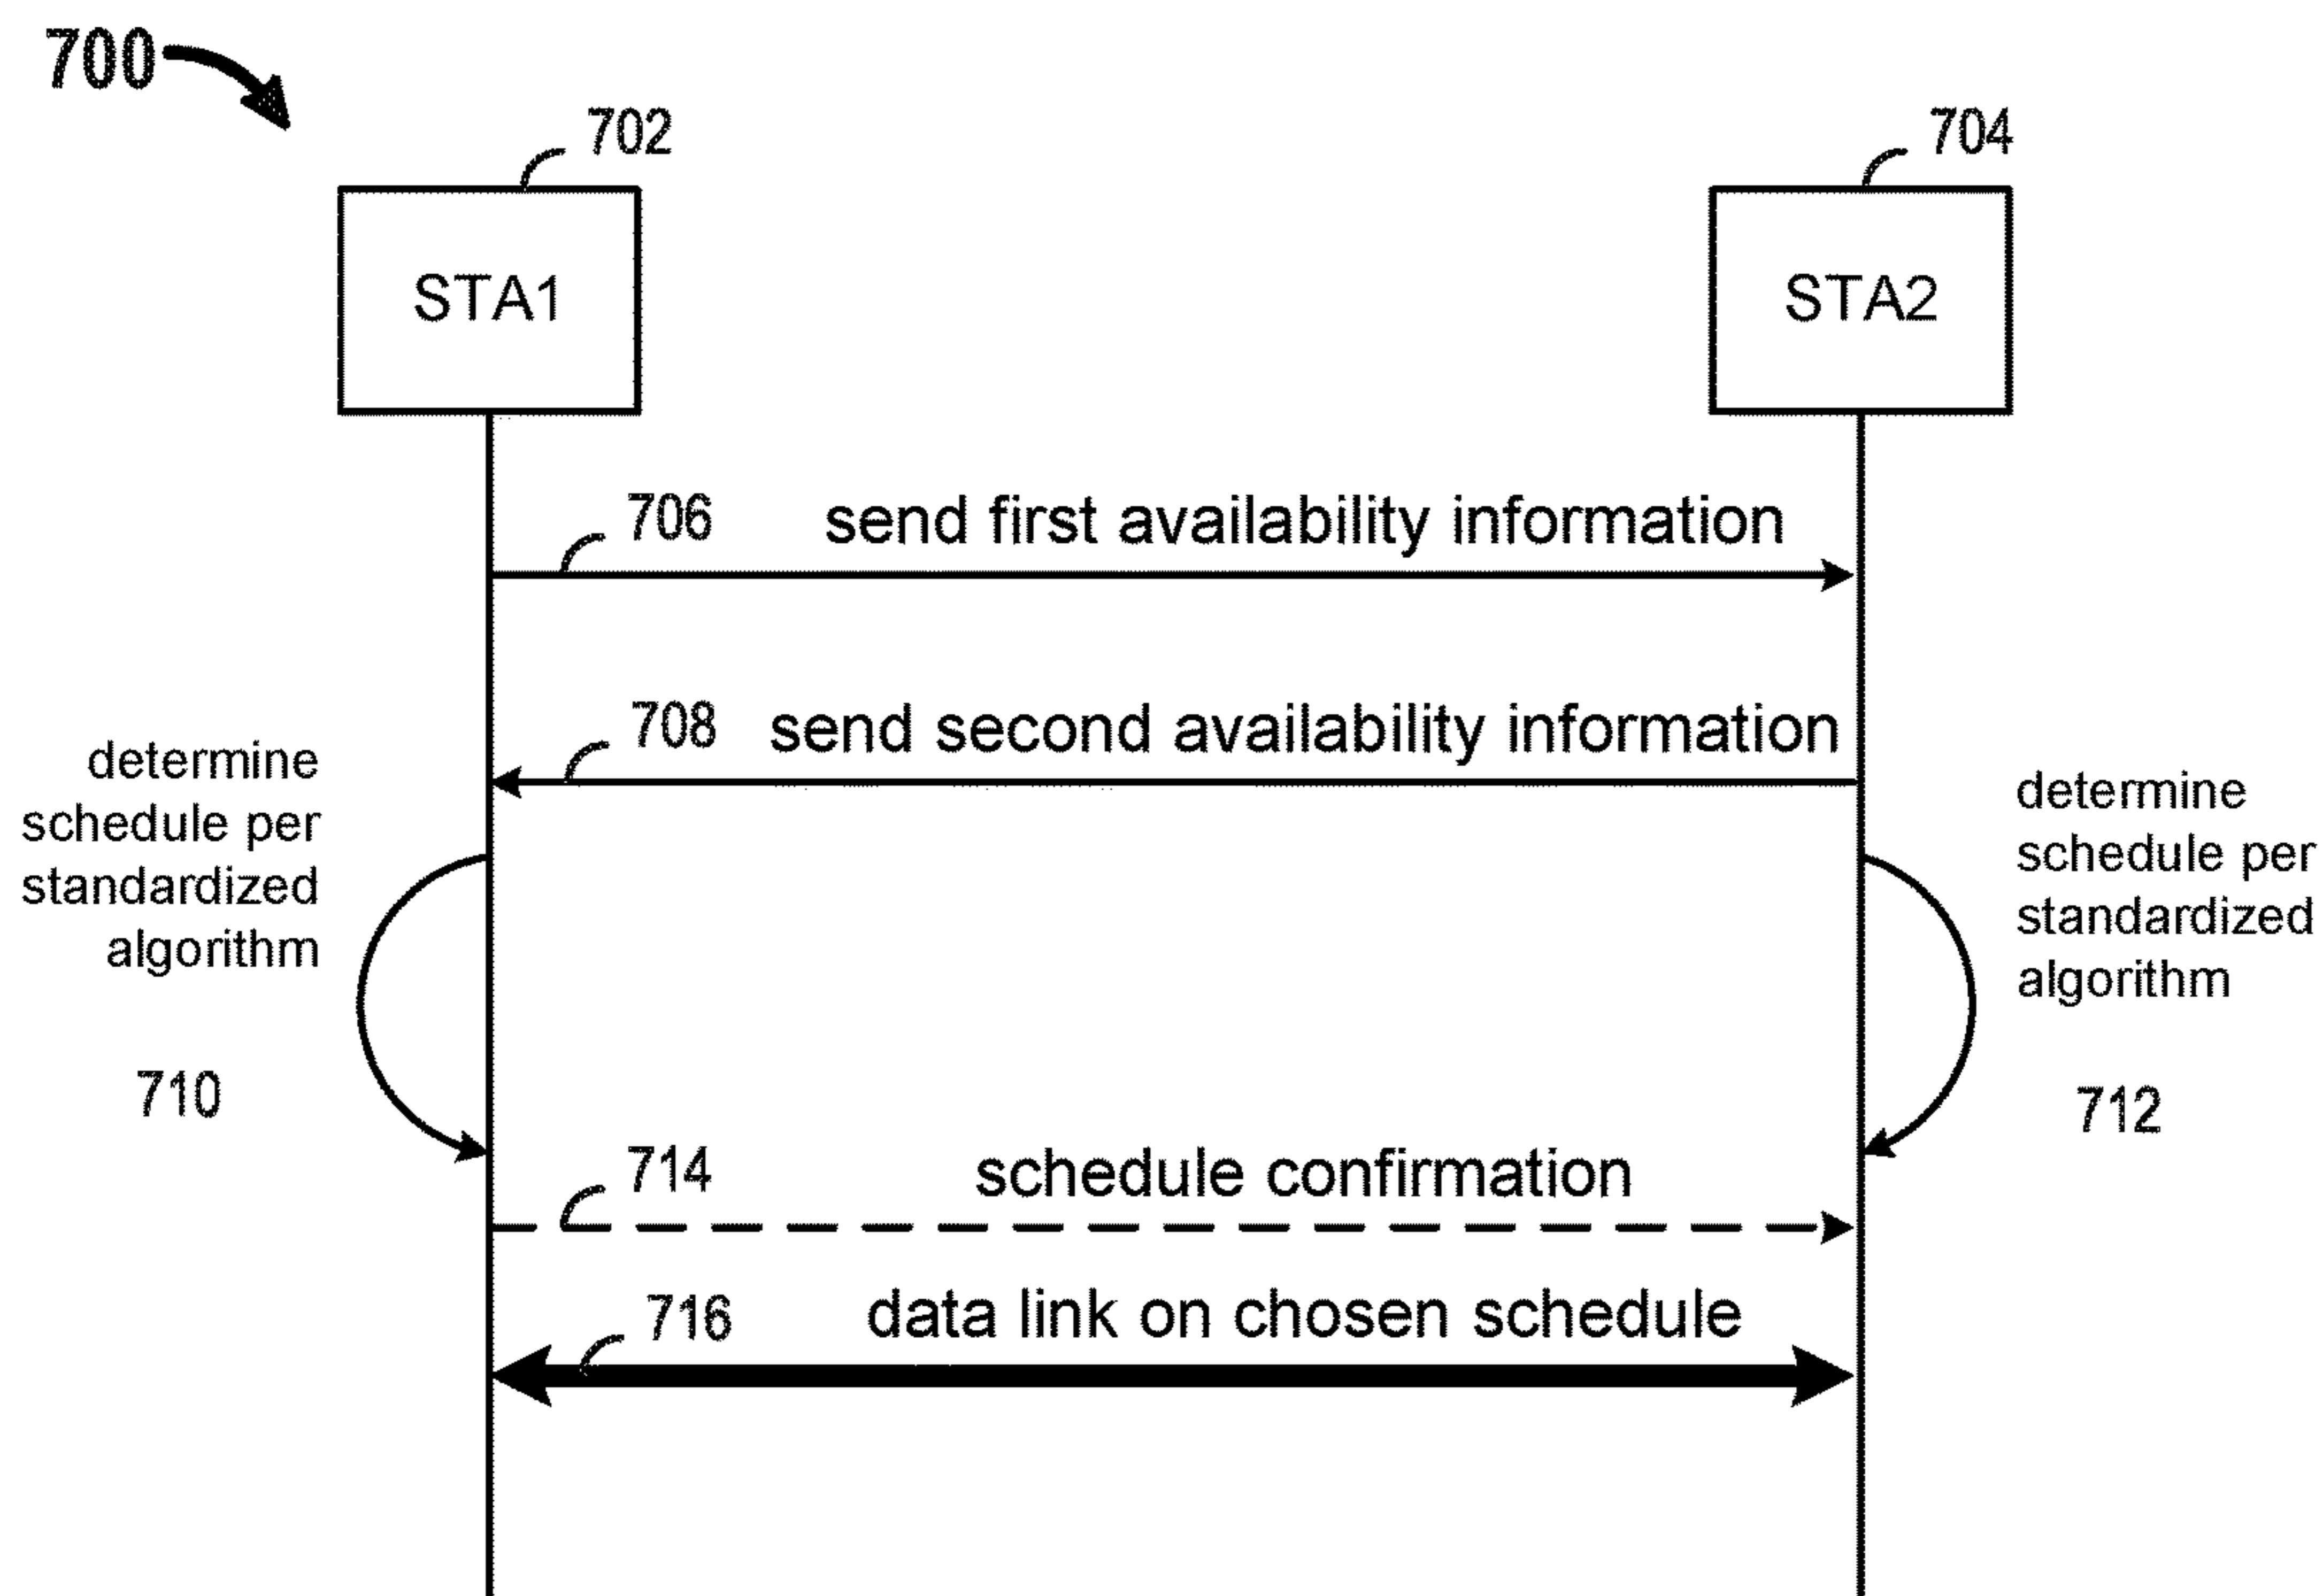 700
702
704
STA1
STA2
706
send first availability information
708
send second availability information
determine
schedule per
standardized
algorithm
710
determine
schedule per
standardized
algorithm
712
714
schedule confirmation
716
data link on chosen schedule